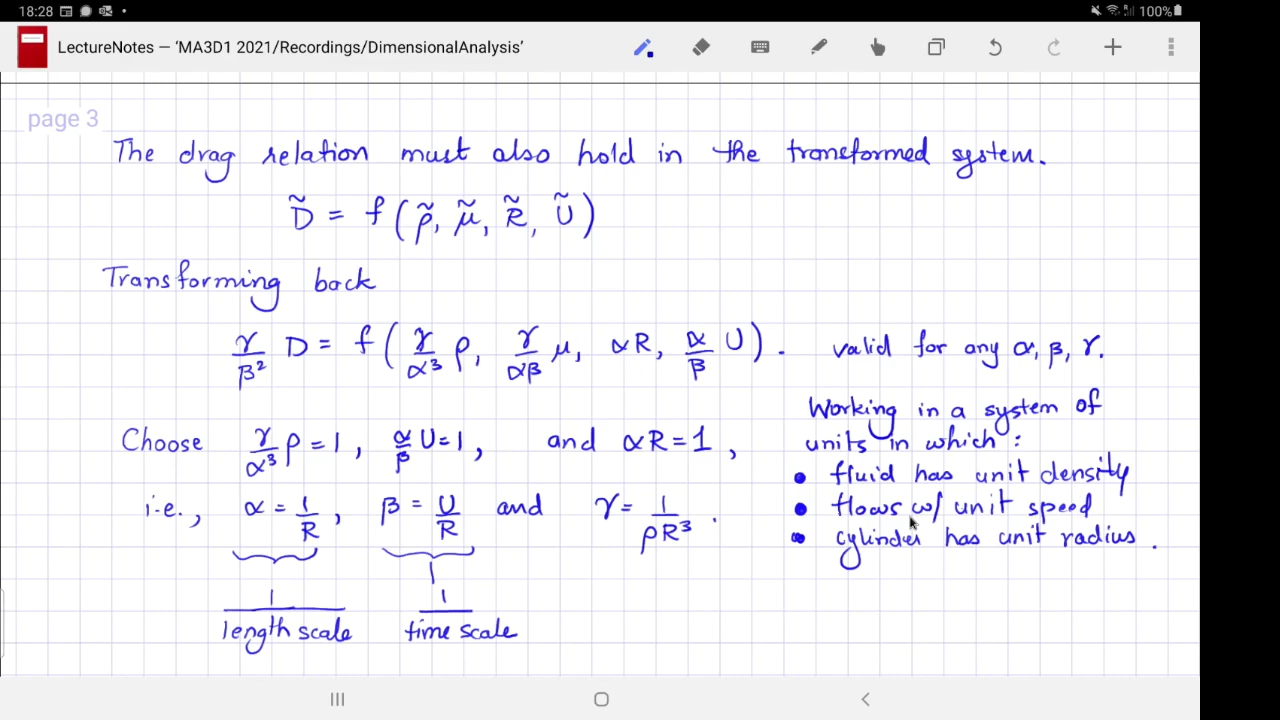 18:28
100%
LectureNotes — ‘MA3D1 2021/Recordings/DimensionalAnalysis’
page 3
The drag relation must also hold in the transformed system.
D̃ = f(ρ̃, μ̃, R̃, Ũ)
Transforming back
γ/β² D = f(γ/α³ ρ, γ/αβ μ, αR, α/β U). valid for any α, β, γ.
Choose γ/α³ ρ=1, α/β U=1, and αR=1,
i.e., α = 1/R, β = U/R and γ = 1/ρR³.
1/length scale 1/time scale
Working in a system of
units in which:
• fluid has unit density
• flows w/ unit speed
• cylinder has unit radius.